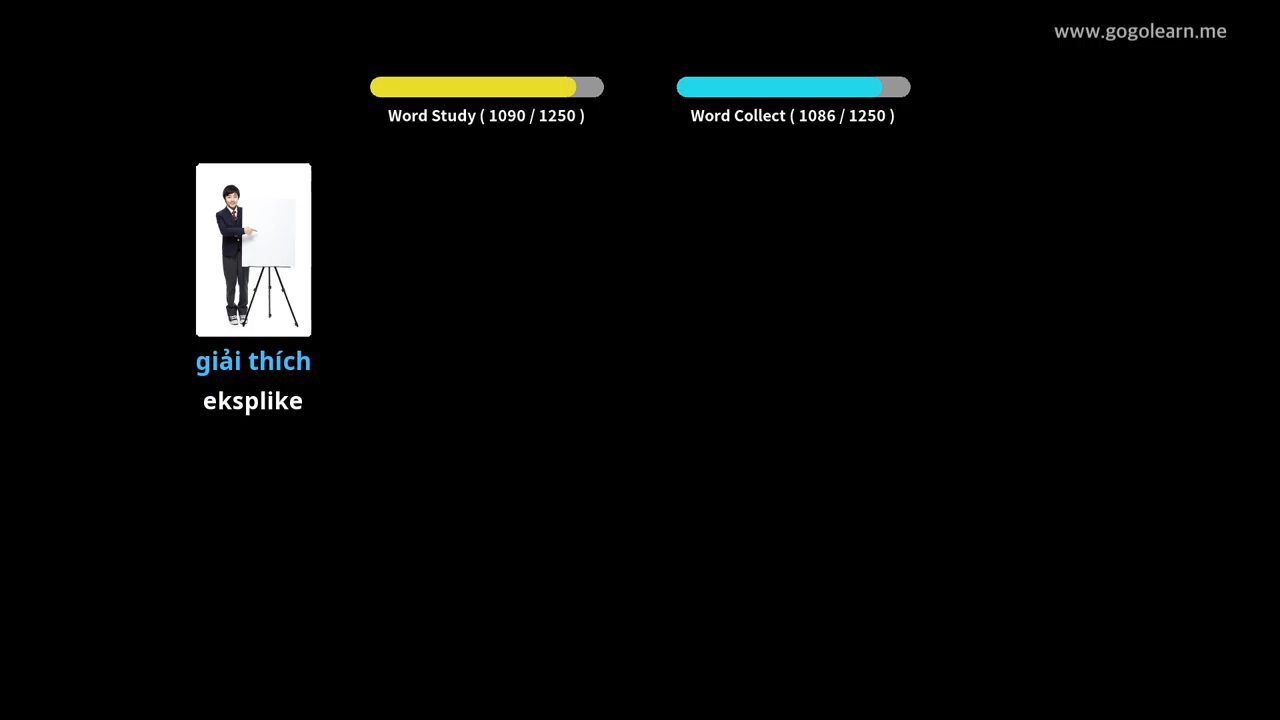 www.gogolearn.me
Word Study ( 1090 / 1250 )
Word Collect ( 1086 / 1250 )
giải thích
eksplike